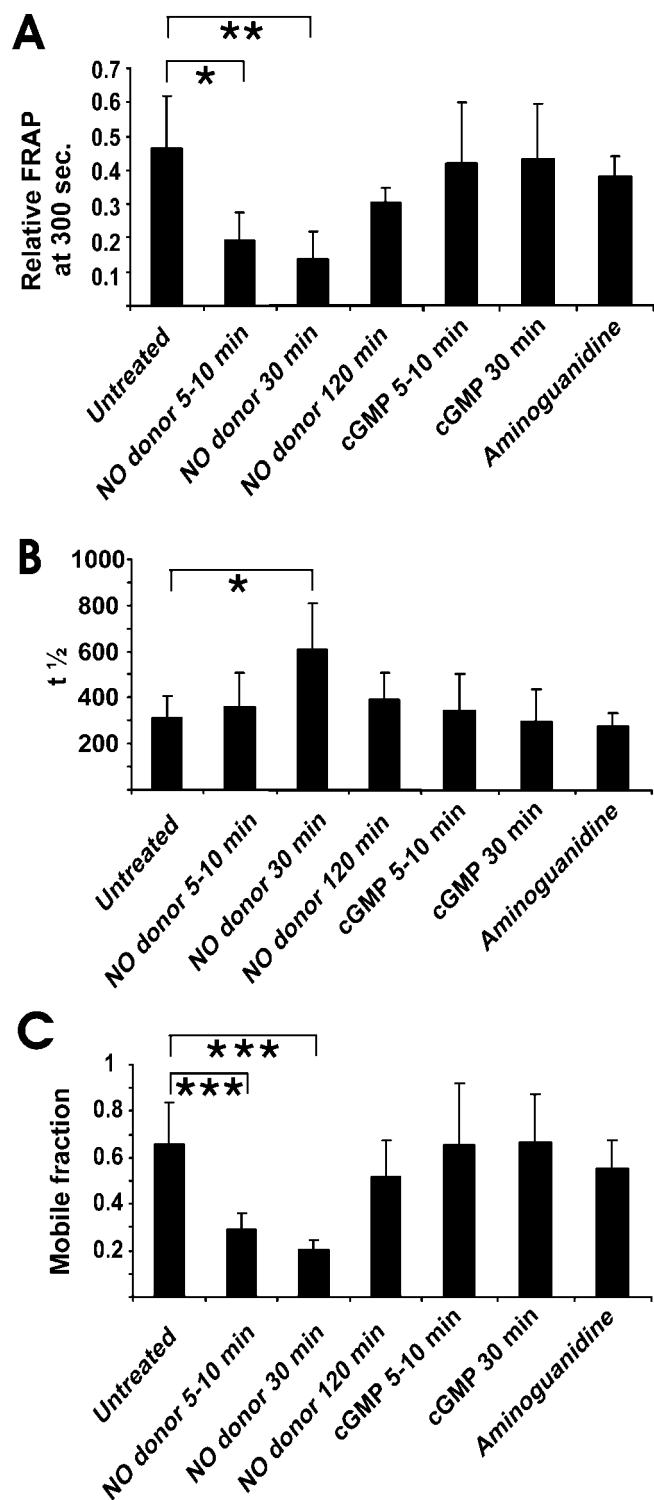 A
**
*
0.7
0.6
0.5
0.4
0.3
0.2
0.1
Relative FRAP
at 300 sec.
Untreated
NO donor 5-10 min
NO donor 30 min
NO donor 120 min
cGMP 5-10 min
cGMP 30 min
Aminoguanidine
B
*
1000
800
600
400
200
t ½
Untreated
NO donor 5-10 min
NO donor 30 min
NO donor 120 min
cGMP 5-10 min
cGMP 30 min
Aminoguanidine
C
***
***
1
0.8
0.6
0.4
0.2
Mobile fraction
Untreated
NO donor 5-10 min
NO donor 30 min
NO donor 120 min
cGMP 5-10 min
cGMP 30 min
Aminoguanidine